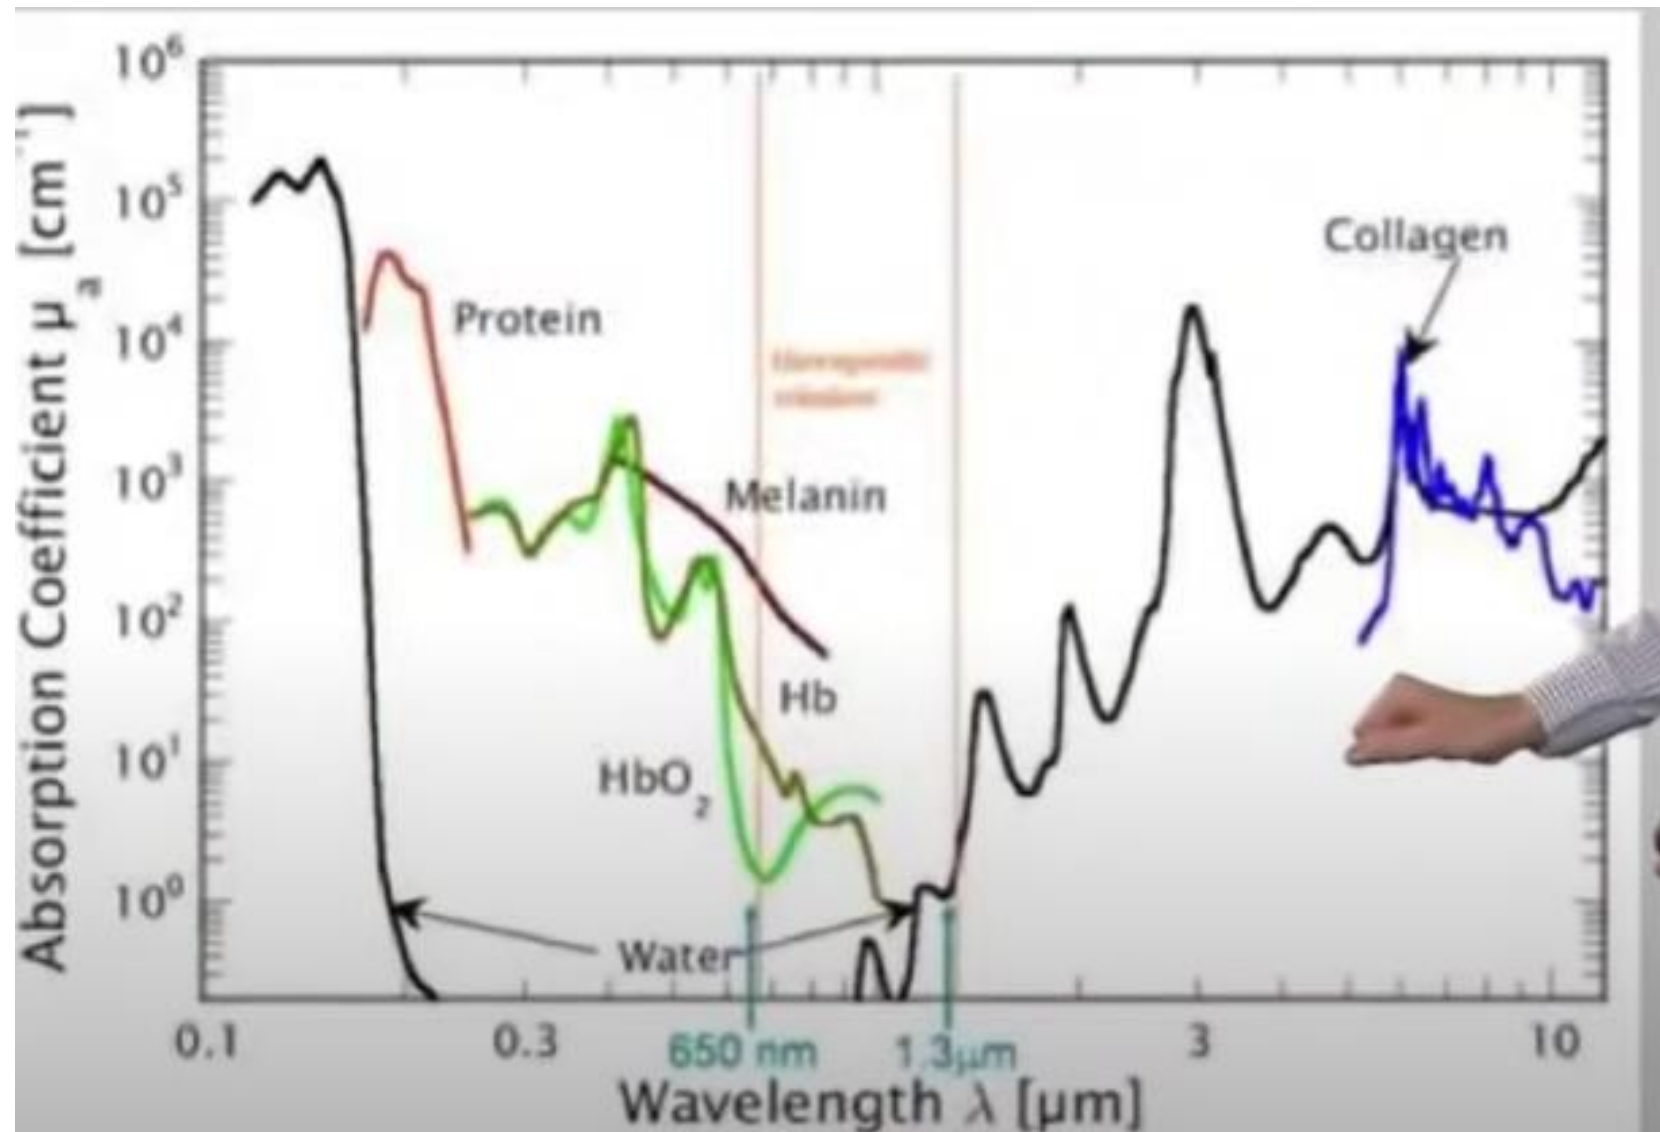 10⁶
10⁵
Collagen
Protein
10⁴
10³
Melanin
10²
Hb
10¹
HbO₂
10⁰
Water
0.1
0.3
650 nm
1.3μm
3
10
Wavelength λ [μm]
Absorption Coefficient μₐ [cm⁻¹]